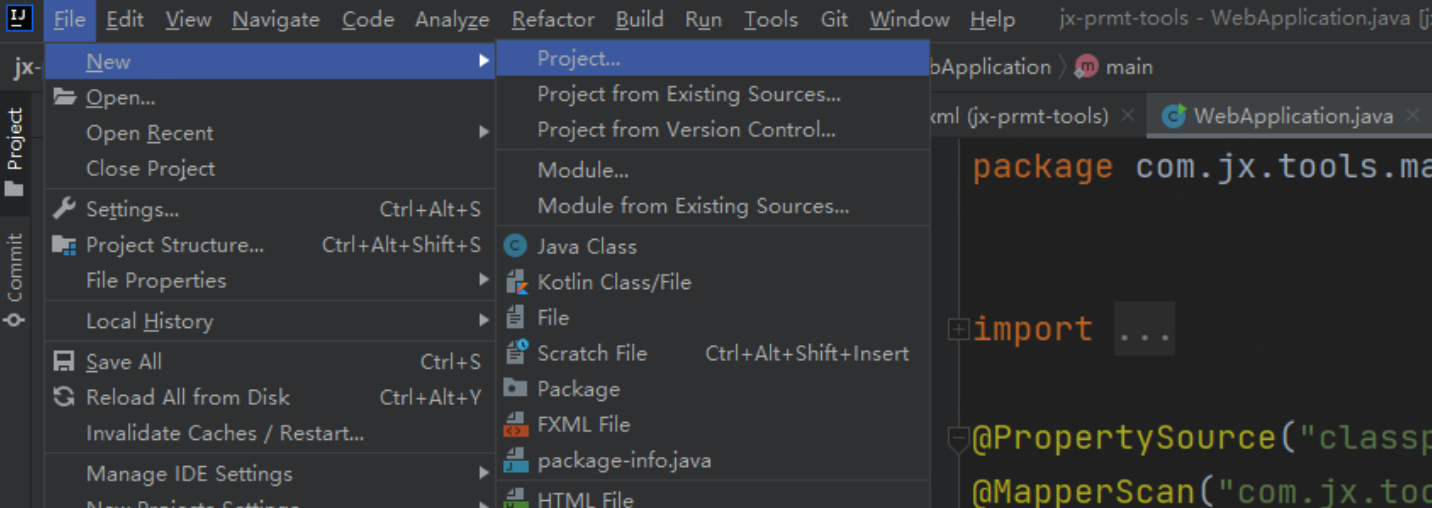 IJ File Edit View Navigate Code Analyze Refactor Build Run Tools Git Window Help jx-prmt-tools - WebApplication.java
jx-
New
Open...
Open Recent
Close Project
Settings... Ctrl+Alt+S
Project Structure... Ctrl+Alt+Shift+S
File Properties
Local History
Save All Ctrl+S
Reload All from Disk Ctrl+Alt+Y
Invalidate Caches / Restart...
Manage IDE Settings
New Projects Settings
Project...
Project from Existing Sources...
Project from Version Control...
Module...
Module from Existing Sources...
Java Class
Kotlin Class/File
File
Scratch File Ctrl+Alt+Shift+Insert
Package
FXML File
package-info.java
HTML File
Project
Commit
bApplication m main
xml (jx-prmt-tools) WebApplication.java
package com.jx.tools.ma
import ...
@PropertySource("classp
@MapperScan("com.jx.too